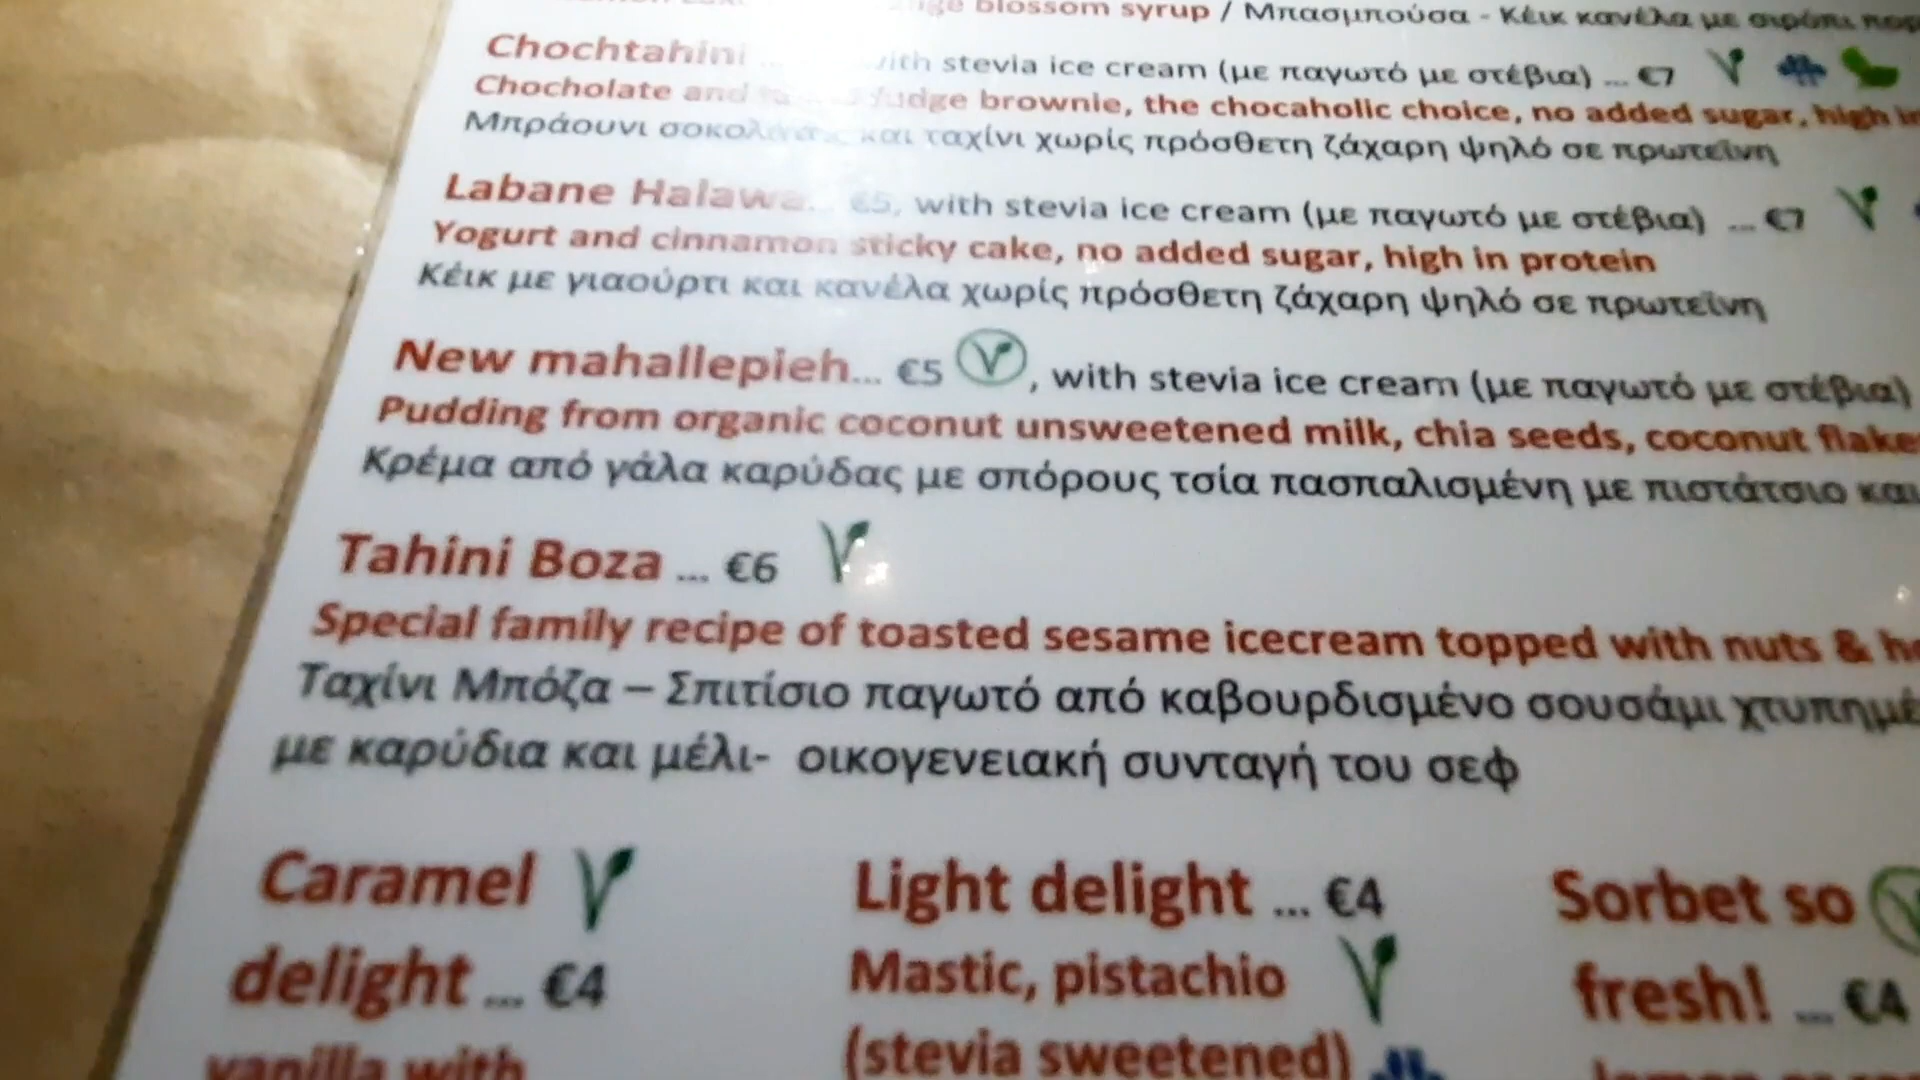 blossom syrup / Μπασμπούσα - Κέικ κανέλα με σιρόπι
Chochtahini ... with stevia ice cream (με παγωτό με στέβια) ... €7
Chocholate and fudge brownie, the chocaholic choice, no added sugar, high in
Μπράουνι και ταχίνι χωρίς πρόσθετη ζάχαρη ψηλό σε πρωτεΐνη
Labane Halawa... €5, with stevia ice cream (με παγωτό με στέβια) ... €7
Yogurt and cinnamon sticky cake, no added sugar, high in protein
Κέικ με γιαούρτι και κανέλα χωρίς πρόσθετη ζάχαρη ψηλό σε πρωτεΐνη
New mahallepieh... €5 V, with stevia ice cream (με παγωτό με στέβια)
Pudding from organic coconut unsweetened milk, chia seeds, coconut flake
Κρέμα από γάλα καρύδας με σπόρους τσία πασπαλισμένη με πιστάτσιο και
Tahini Boza ... €6
Special family recipe of toasted sesame icecream topped with nuts &
Ταχίνι Μπόζα – Σπιτίσιο παγωτό από καβουρδισμένο σουσάμι χτυπημέ
με καρύδια και μέλι- οικογενειακή συνταγή του σεφ
Caramel
delight ... €4
vanilla with
Light delight ... €4
Mastic, pistachio
(stevia sweetened)
Sorbet so
fresh! ... €4